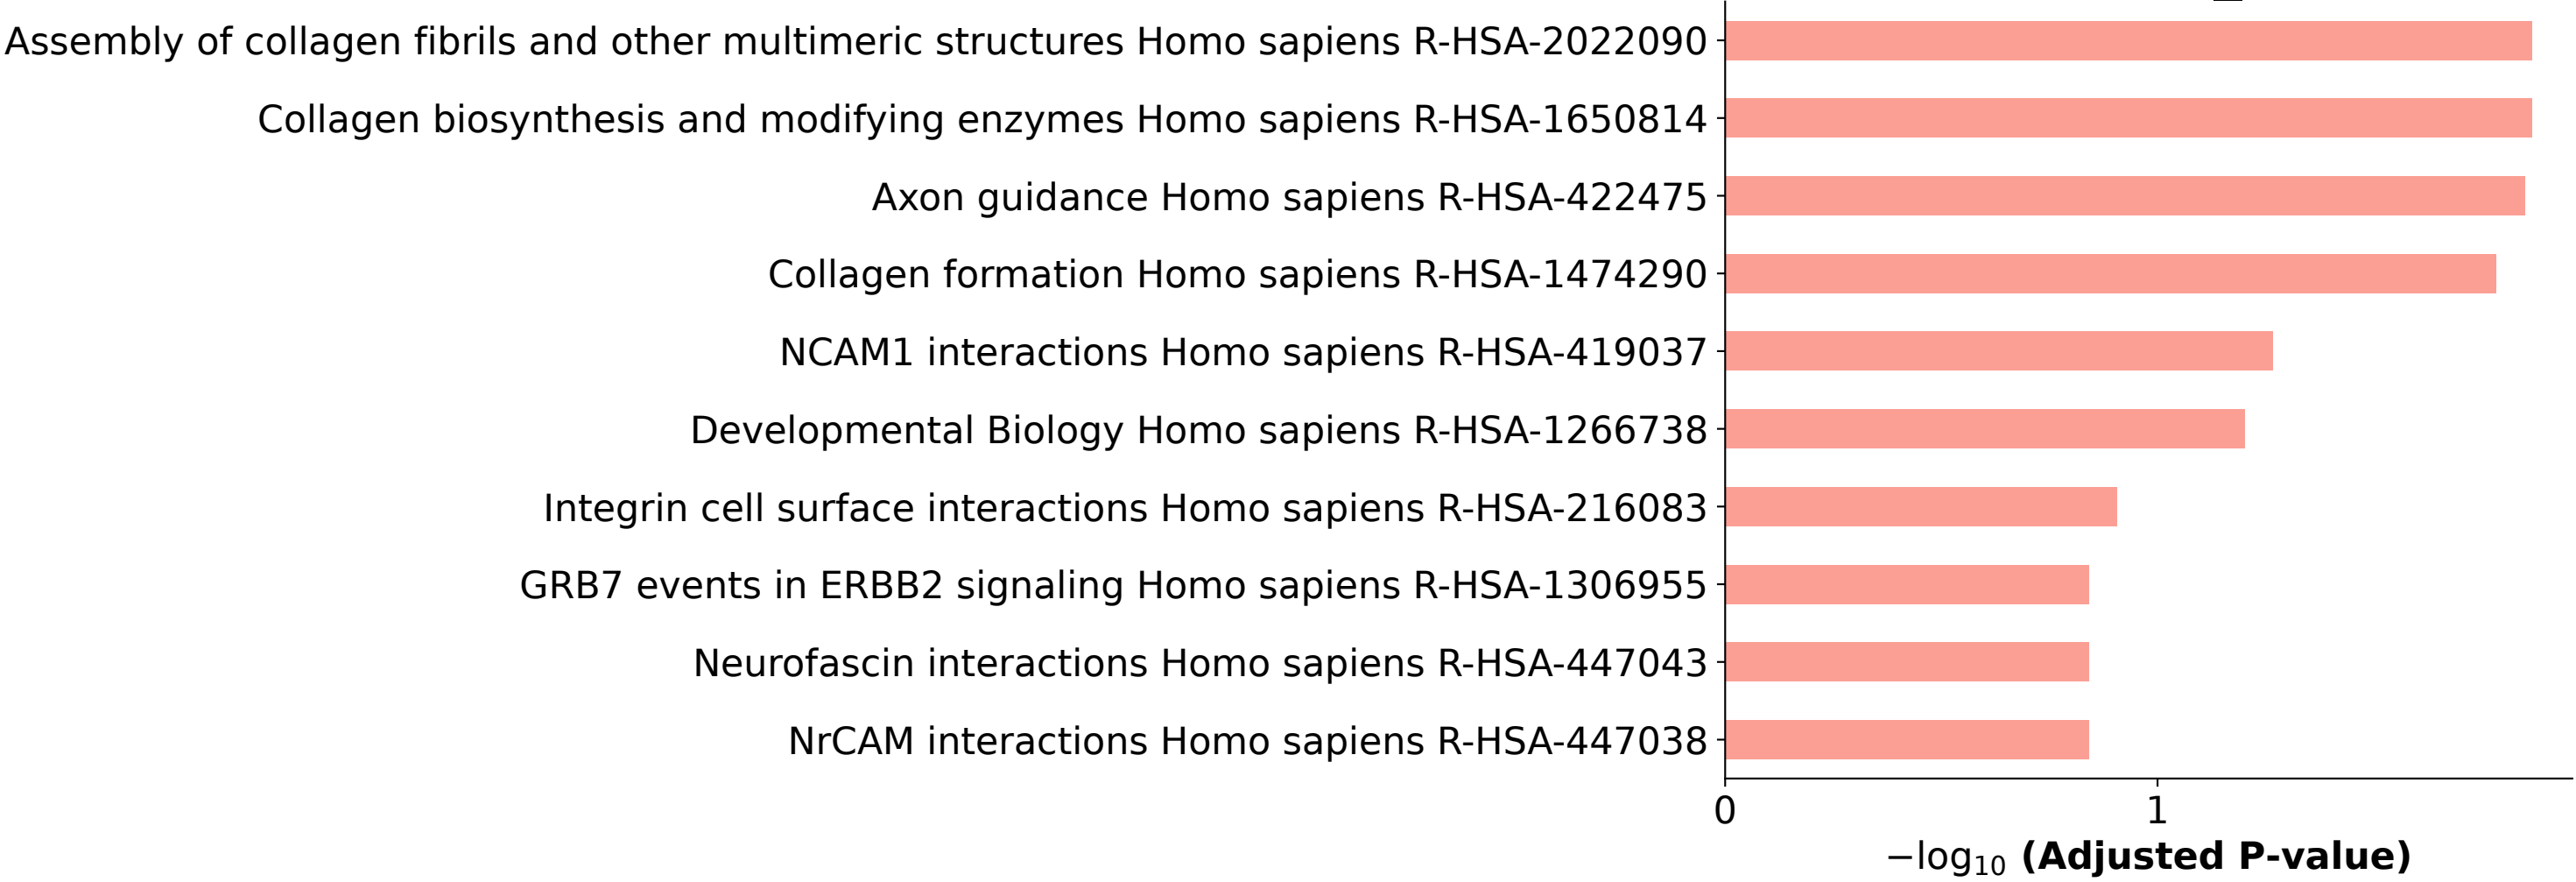 Assembly of collagen fibrils and other multimeric structures Homo sapiens R-HSA-2022090
Collagen biosynthesis and modifying enzymes Homo sapiens R-HSA-1650814
Axon guidance Homo sapiens R-HSA-422475
Collagen formation Homo sapiens R-HSA-1474290
NCAM1 interactions Homo sapiens R-HSA-419037
Developmental Biology Homo sapiens R-HSA-1266738
Integrin cell surface interactions Homo sapiens R-HSA-216083
GRB7 events in ERBB2 signaling Homo sapiens R-HSA-1306955
Neurofascin interactions Homo sapiens R-HSA-447043
NrCAM interactions Homo sapiens R-HSA-447038
0 1
−log₁₀ (Adjusted P-value)